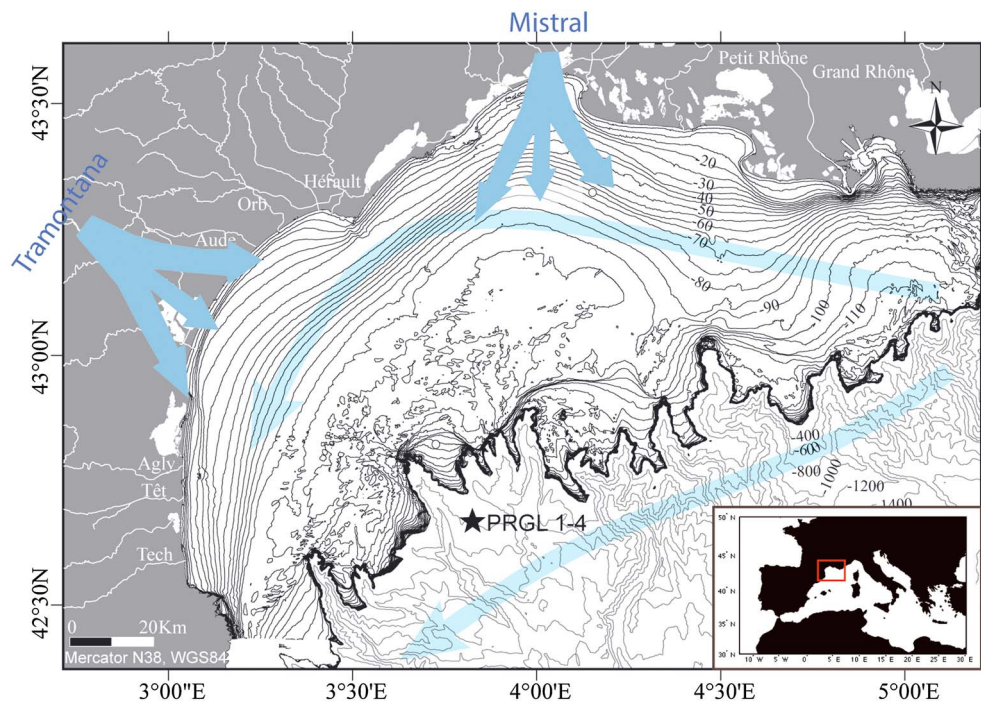 Mistral
Petit Rhône
Grand Rhône
N
43°30"N
Hérault
Orb
Aude
Tramontana
-20
-30
-40
-50
-60
-70
-80
-90
-100
-110
43°00"N
Agly
Têt
Tech
PRGL 1-4
-400
-600
-800
-1000
-1200
-1400
42°30"N
0 20Km
Mercator N38, WGS84
50°N
45°N
40°N
35°N
30°N
10°W 5°W 0° 5°E 10°E 15°E 20°E 25°E 30°E
3°00"E 3°30"E 4°00"E 4°30"E 5°00"E